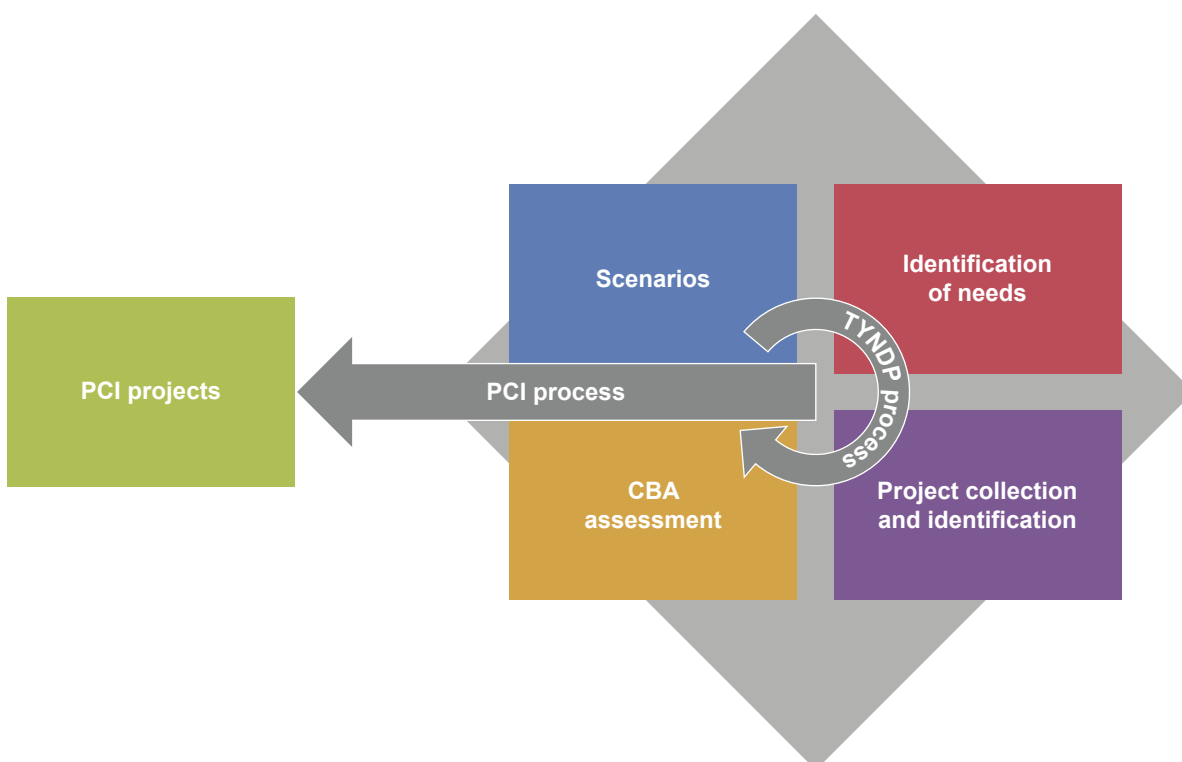 Scenarios
Identification
of needs
TYNDP process
PCI projects
PCI process
CBA
assessment
Project collection
and identification